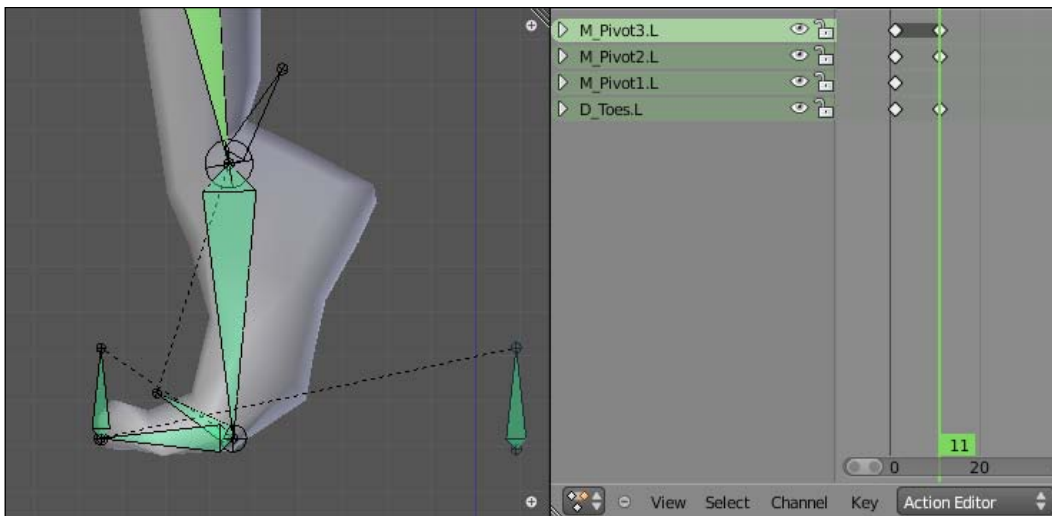 M_Pivot3.L
M_Pivot2.L
M_Pivot1.L
D_Toes.L
11
0 20
View Select Channel Key Action Editor